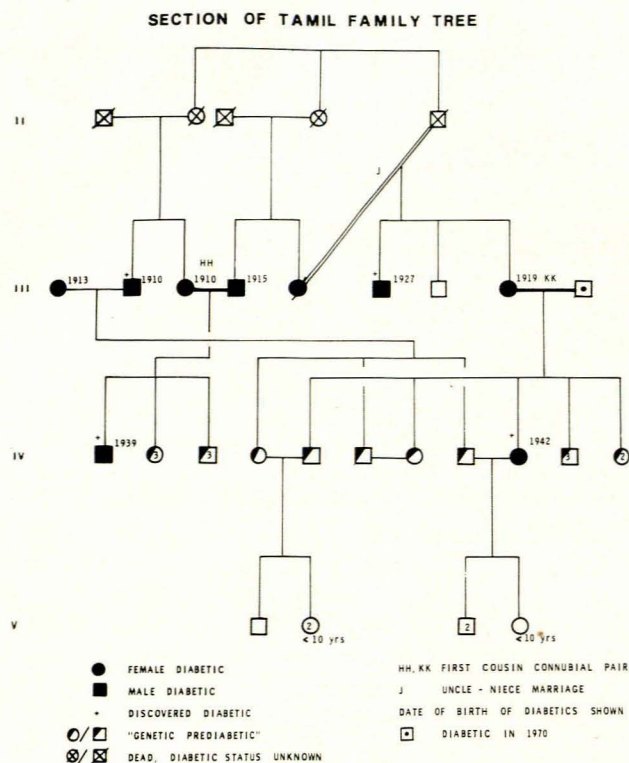 SECTION OF TAMIL FAMILY TREE
II
J
HH
III 1913 1910 1910 1915 1927 1919 KK
IV 1939 3 3 1942 3 2
V 2 2
< 10 yrs < 10 yrs
FEMALE DIABETIC
MALE DIABETIC
+ DISCOVERED DIABETIC
/ "GENETIC PREDIABETIC"
/ DEAD, DIABETIC STATUS UNKNOWN
HH, KK FIRST COUSIN CONNUBIAL PAIR
J UNCLE - NIECE MARRIAGE
DATE OF BIRTH OF DIABETICS SHOWN
DIABETIC IN 1970